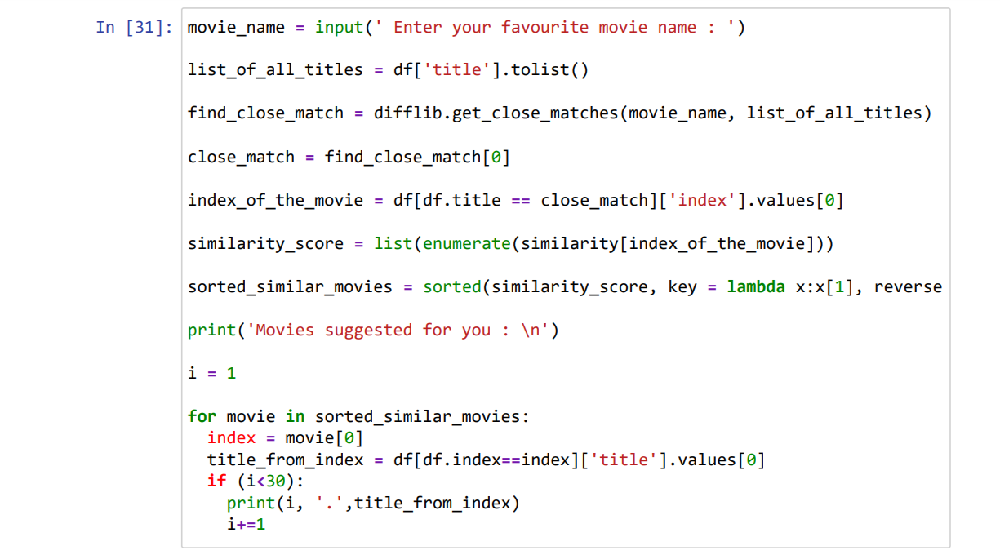 In [31]: movie_name = input(' Enter your favourite movie name : ')
list_of_all_titles = df['title'].tolist()
find_close_match = difflib.get_close_matches(movie_name, list_of_all_titles)
close_match = find_close_match[0]
index_of_the_movie = df[df.title == close_match]['index'].values[0]
similarity_score = list(enumerate(similarity[index_of_the_movie]))
sorted_similar_movies = sorted(similarity_score, key = lambda x:x[1], reverse
print('Movies suggested for you : \n')
i = 1
for movie in sorted_similar_movies:
  index = movie[0]
  title_from_index = df[df.index==index]['title'].values[0]
  if (i<30):
    print(i, '.',title_from_index)
    i+=1